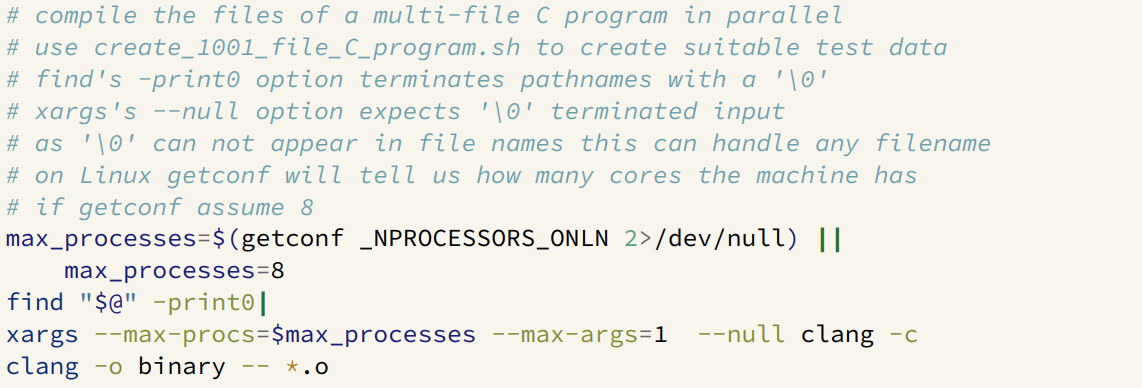 # compile the files of a multi-file C program in parallel
# use create_1001_file_C_program.sh to create suitable test data
# find's -print0 option terminates pathnames with a '\0'
# xargs's --null option expects '\0' terminated input
# as '\0' can not appear in file names this can handle any filename
# on Linux getconf will tell us how many cores the machine has
# if getconf assume 8
max_processes=$(getconf _NPROCESSORS_ONLN 2>/dev/null) ||
    max_processes=8
find "$@" -print0|
xargs --max-procs=$max_processes --max-args=1  --null clang -c
clang -o binary -- *.o